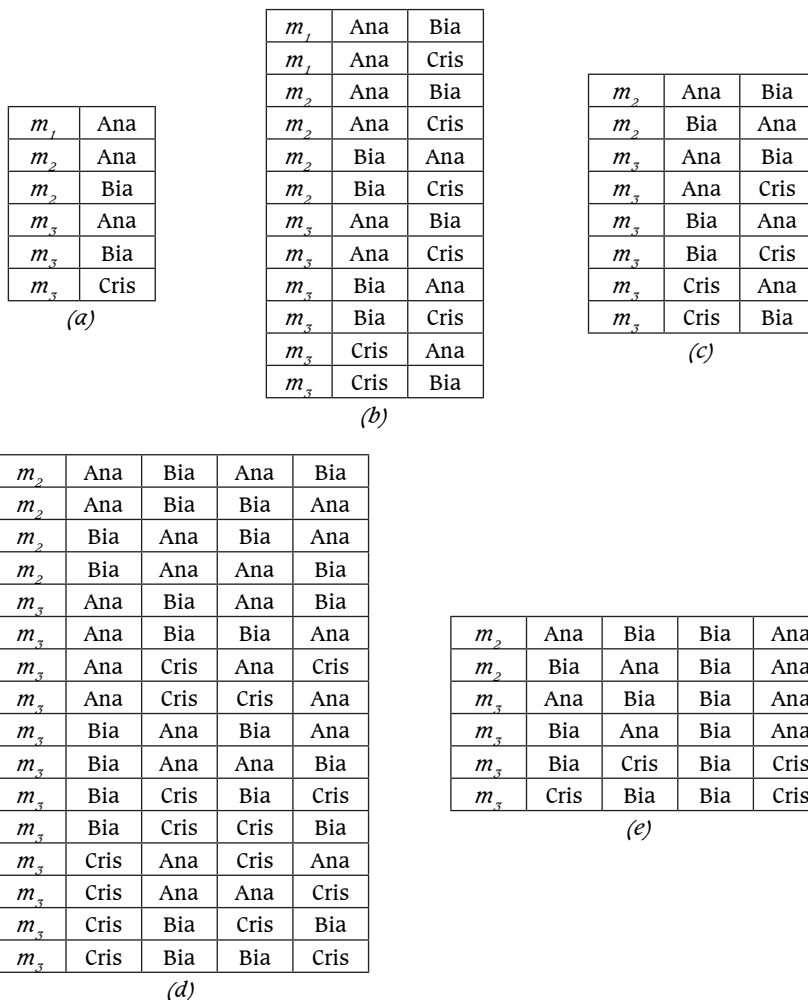 m₁ Ana
m₂ Ana
m₂ Bia
m₃ Ana
m₃ Bia
m₃ Cris
(a)
m₁ Ana Bia
m₁ Ana Cris
m₂ Ana Bia
m₂ Ana Cris
m₂ Bia Ana
m₂ Bia Cris
m₃ Ana Bia
m₃ Ana Cris
m₃ Bia Ana
m₃ Bia Cris
m₃ Cris Ana
m₃ Cris Bia
(b)
m₂ Ana Bia
m₂ Bia Ana
m₃ Ana Bia
m₃ Ana Cris
m₃ Bia Ana
m₃ Bia Cris
m₃ Cris Ana
m₃ Cris Bia
(c)
m₂ Ana Bia Ana Bia
m₂ Ana Bia Bia Ana
m₂ Bia Ana Bia Ana
m₂ Bia Ana Ana Bia
m₃ Ana Bia Ana Bia
m₃ Ana Bia Bia Ana
m₃ Ana Cris Ana Cris
m₃ Ana Cris Cris Ana
m₃ Bia Ana Bia Ana
m₃ Bia Ana Ana Bia
m₃ Bia Cris Bia Cris
m₃ Bia Cris Cris Bia
m₃ Cris Ana Cris Ana
m₃ Cris Ana Ana Cris
m₃ Cris Bia Cris Bia
m₃ Cris Bia Bia Cris
(d)
m₂ Ana Bia Bia Ana
m₂ Bia Ana Bia Ana
m₃ Ana Bia Bia Ana
m₃ Bia Ana Bia Ana
m₃ Bia Cris Bia Cris
m₃ Cris Bia Bia Cris
(e)